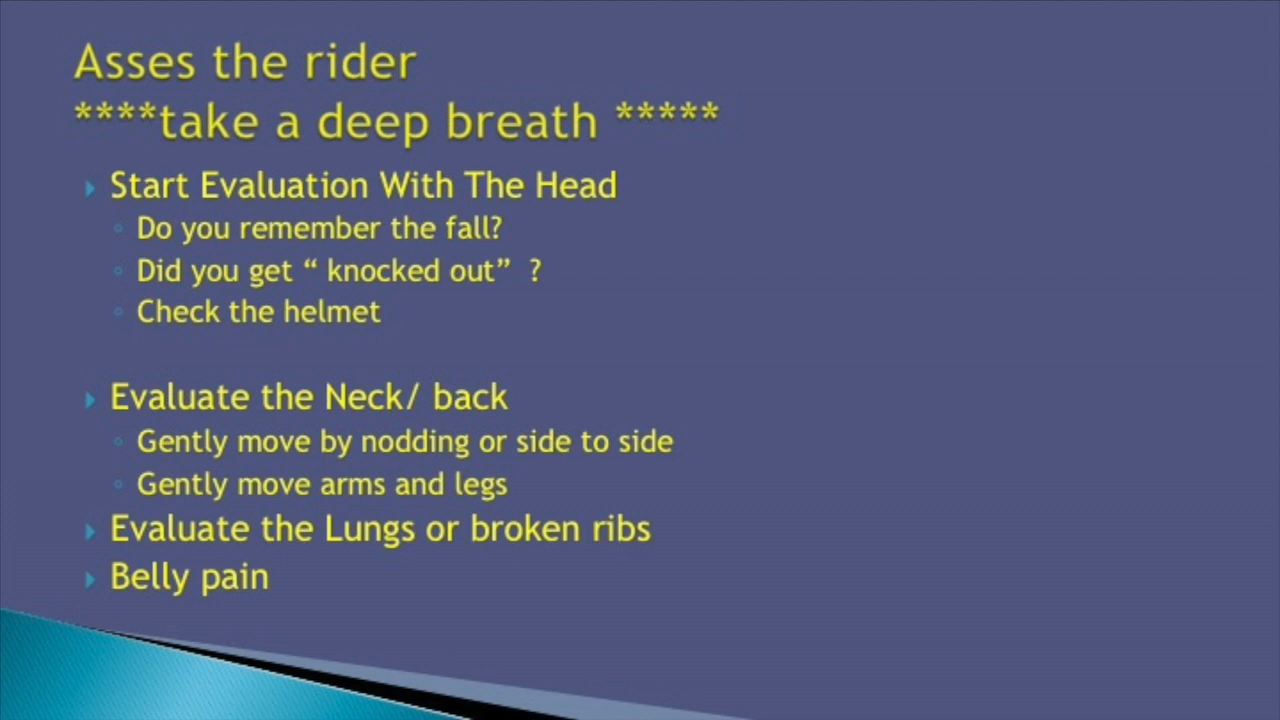 Asses the rider
****take a deep breath *****
Start Evaluation With The Head
Do you remember the fall?
Did you get “ knocked out”  ?
Check the helmet
Evaluate the Neck/ back
Gently move by nodding or side to side
Gently move arms and legs
Evaluate the Lungs or broken ribs
Belly pain